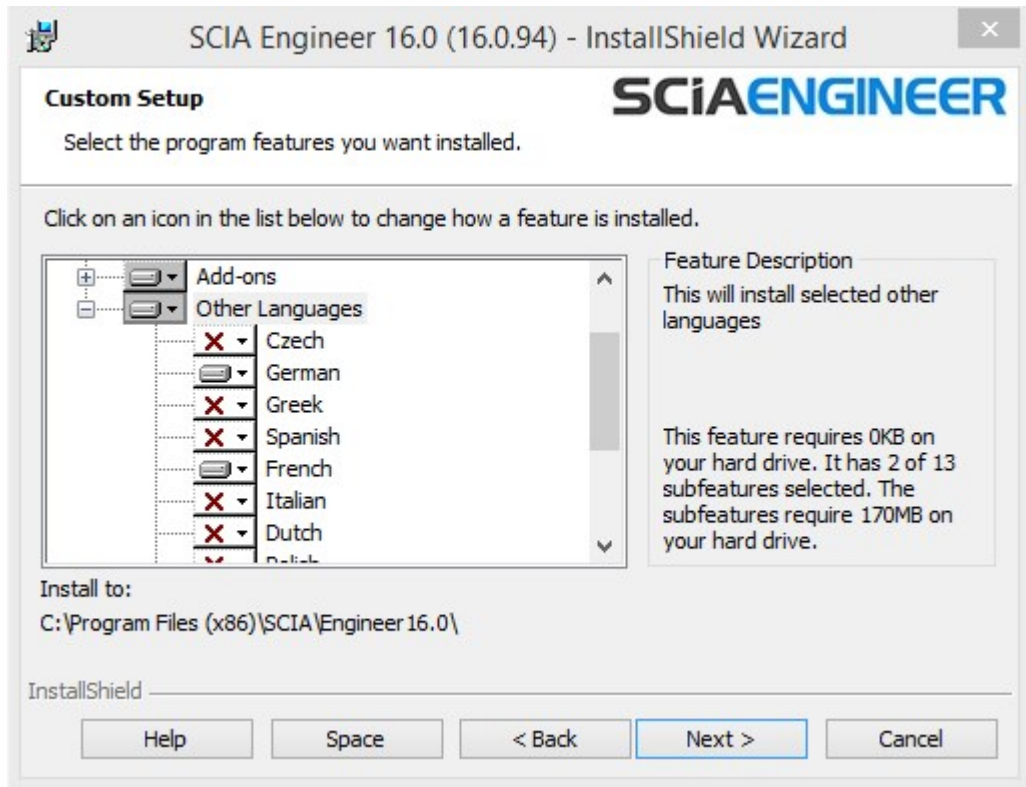 SCIA Engineer 16.0 (16.0.94) - InstallShield Wizard
Custom Setup
SCiAENGINEER
Select the program features you want installed.
Click on an icon in the list below to change how a feature is installed.
Add-ons
Other Languages
Czech
German
Greek
Spanish
French
Italian
Dutch
Feature Description
This will install selected other
languages
This feature requires 0KB on
your hard drive. It has 2 of 13
subfeatures selected. The
subfeatures require 170MB on
your hard drive.
Install to:
C:\Program Files (x86)\SCIA\Engineer16.0\
InstallShield
Help
Space
< Back
Next >
Cancel